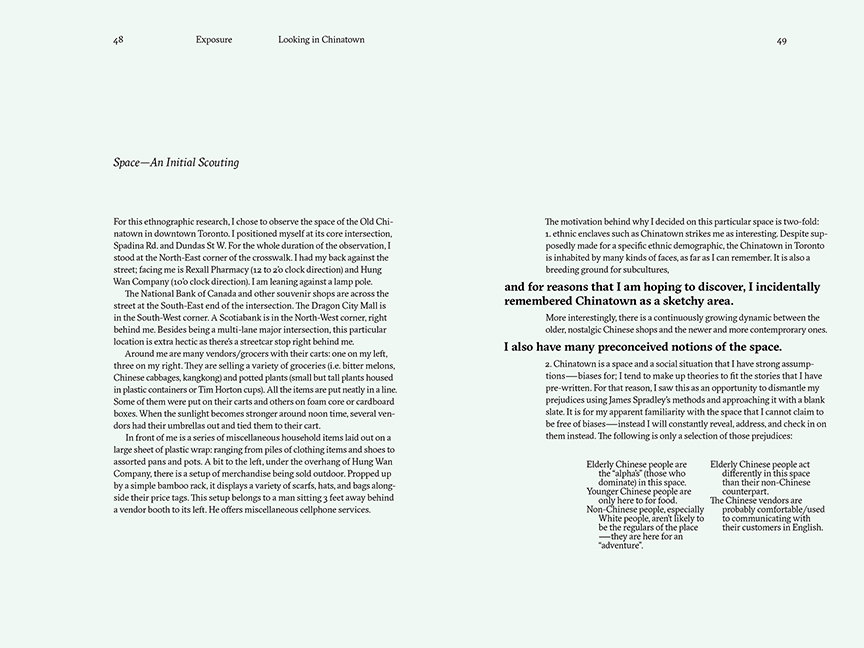 48 Exposure Looking in Chinatown 49
Space—An Initial Scouting
For this ethnographic research, I chose to observe the space of the Old Chi-
natown in downtown Toronto. I positioned myself at its core intersection,
Spadina Rd. and Dundas St W. For the whole duration of the observation, I
stood at the North-East corner of the crosswalk. I had my back against the
street; facing me is Rexall Pharmacy (12 to 2'o clock direction) and Hung
Wan Company (10'o clock direction). I am leaning against a lamp pole.
The National Bank of Canada and other souvenir shops are across the
street at the South-East end of the intersection. The Dragon City Mall is
in the South-West corner. A Scotiabank is in the North-West corner, right
behind me. Besides being a multi-lane major intersection, this particular
location is extra hectic as there's a streetcar stop right behind me.
Around me are many vendors/grocers with their carts: one on my left,
three on my right. They are selling a variety of groceries (i.e. bitter melons,
Chinese cabbages, kangkong) and potted plants (small but tall plants housed
in plastic containers or Tim Horton cups). All the items are put neatly in a line.
Some of them were put on their carts and others on foam core or cardboard
boxes. When the sunlight becomes stronger around noon time, several ven-
dors had their umbrellas out and tied them to their cart.
In front of me is a series of miscellaneous household items laid out on a
large sheet of plastic wrap: ranging from piles of clothing items and shoes to
assorted pans and pots. A bit to the left, under the overhang of Hung Wan
Company, there is a setup of merchandise being sold outdoor. Propped up
by a simple bamboo rack, it displays a variety of scarfs, hats, and bags along-
side their price tags. This setup belongs to a man sitting 3 feet away behind
a vendor booth to its left. He offers miscellaneous cellphone services.
The motivation behind why I decided on this particular space is two-fold:
1. ethnic enclaves such as Chinatown strikes me as interesting. Despite sup-
posedly made for a specific ethnic demographic, the Chinatown in Toronto
is inhabited by many kinds of faces, as far as I can remember. It is also a
breeding ground for subcultures,
and for reasons that I am hoping to discover, I incidentally
remembered Chinatown as a sketchy area.
More interestingly, there is a continuously growing dynamic between the
older, nostalgic Chinese shops and the newer and more contemprorary ones.
I also have many preconceived notions of the space.
2. Chinatown is a space and a social situation that I have strong assump-
tions—biases for; I tend to make up theories to fit the stories that I have
pre-written. For that reason, I saw this as an opportunity to dismantle my
prejudices using James Spradley's methods and approaching it with a blank
slate. It is for my apparent familiarity with the space that I cannot claim to
be free of biases—instead I will constantly reveal, address, and check in on
them instead. The following is only a selection of those prejudices:
Elderly Chinese people are
the "alpha's" (those who
dominate) in this space.
Younger Chinese people are
only here to for food.
Non-Chinese people, especially
White people, aren't likely to
be the regulars of the place
—they are here for an
"adventure".
Elderly Chinese people act
differently in this space
than their non-Chinese
counterpart.
The Chinese vendors are
probably comfortable/used
to communicating with
their customers in English.